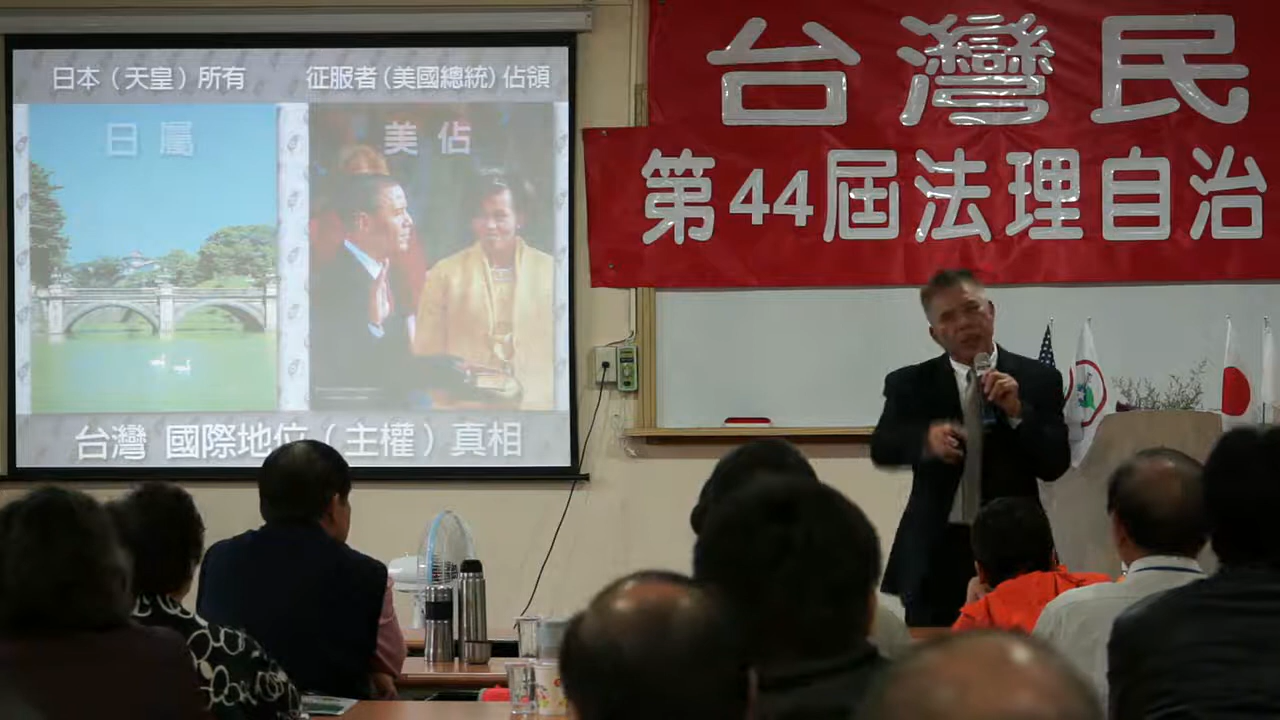 日本（天皇）所有 征服者（美國總統）佔領
日屬 美佔
台灣 國際地位（主權）真相
台灣民
第44屆法理自治